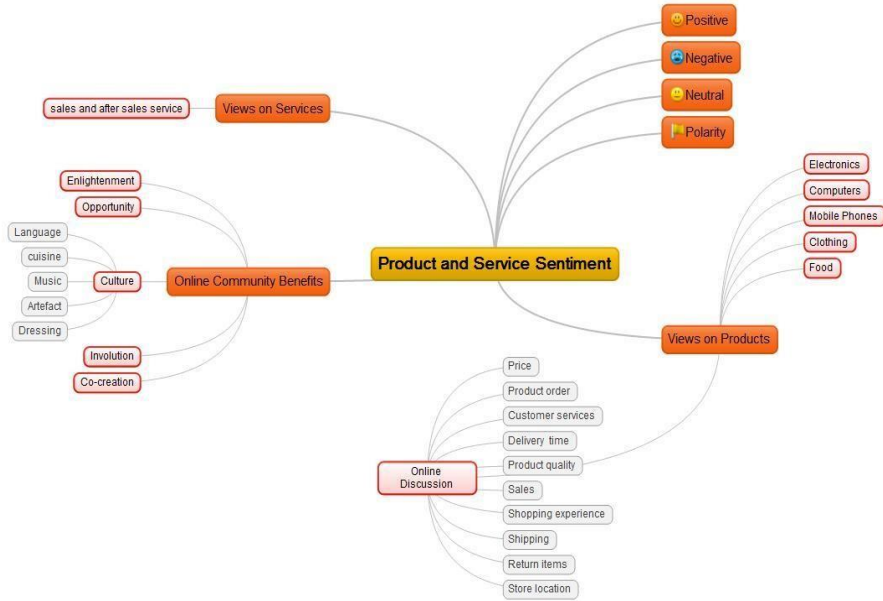 Positive
Negative
Neutral
Polarity
sales and after sales service
Views on Services
Electronics
Computers
Mobile Phones
Clothing
Food
Enlightenment
Opportunity
Language
cuisine
Music
Artefact
Dressing
Culture
Online Community Benefits
Involution
Co-creation
Product and Service Sentiment
Views on Products
Price
Product order
Customer services
Delivery time
Product quality
Online
Discussion
Sales
Shopping experience
Shipping
Return items
Store location